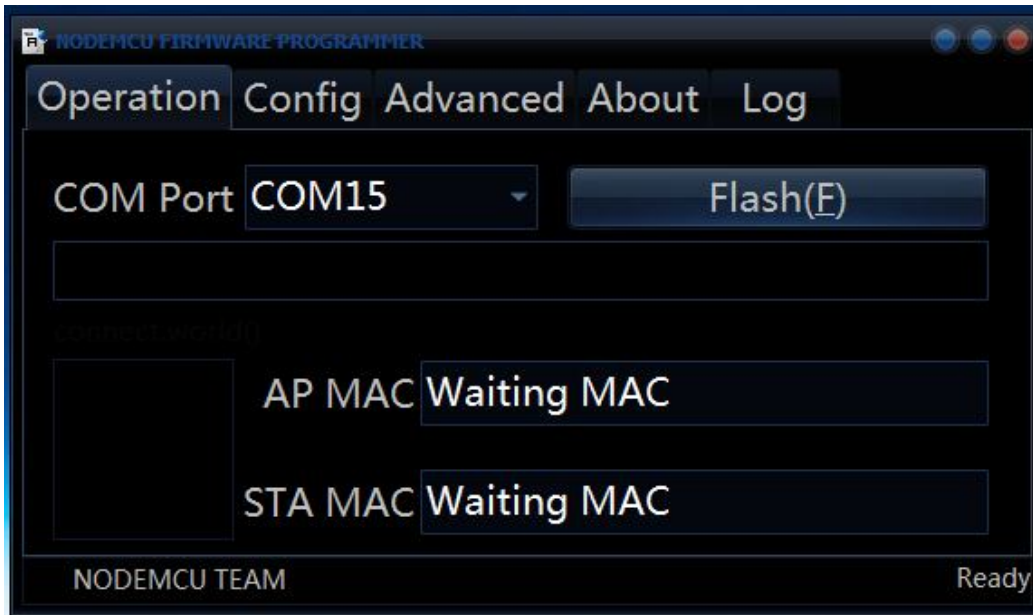 NODEMCU FIRMWARE PROGRAMMER
Operation Config Advanced About Log
COM Port COM15 Flash(F)
connect.world()
AP MAC Waiting MAC
STA MAC Waiting MAC
NODEMCU TEAM Ready